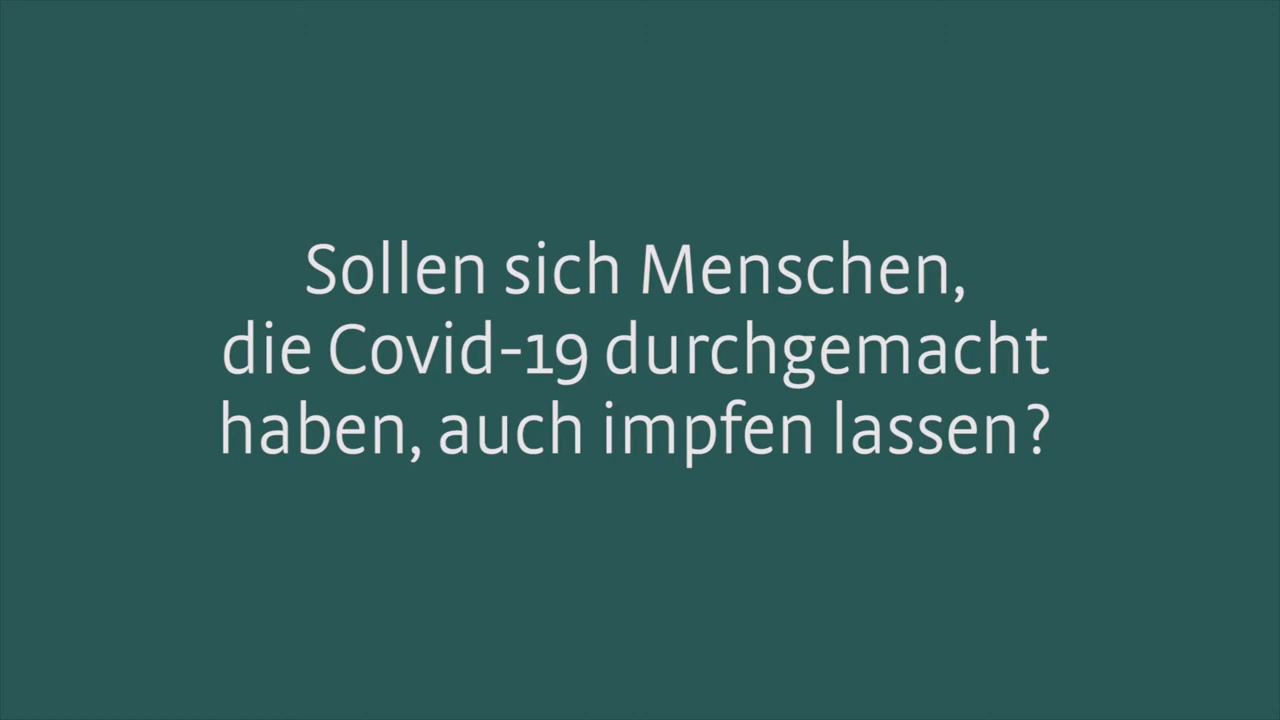 Sollen sich Menschen,
die Covid-19 durchgemacht
haben, auch impfen lassen?